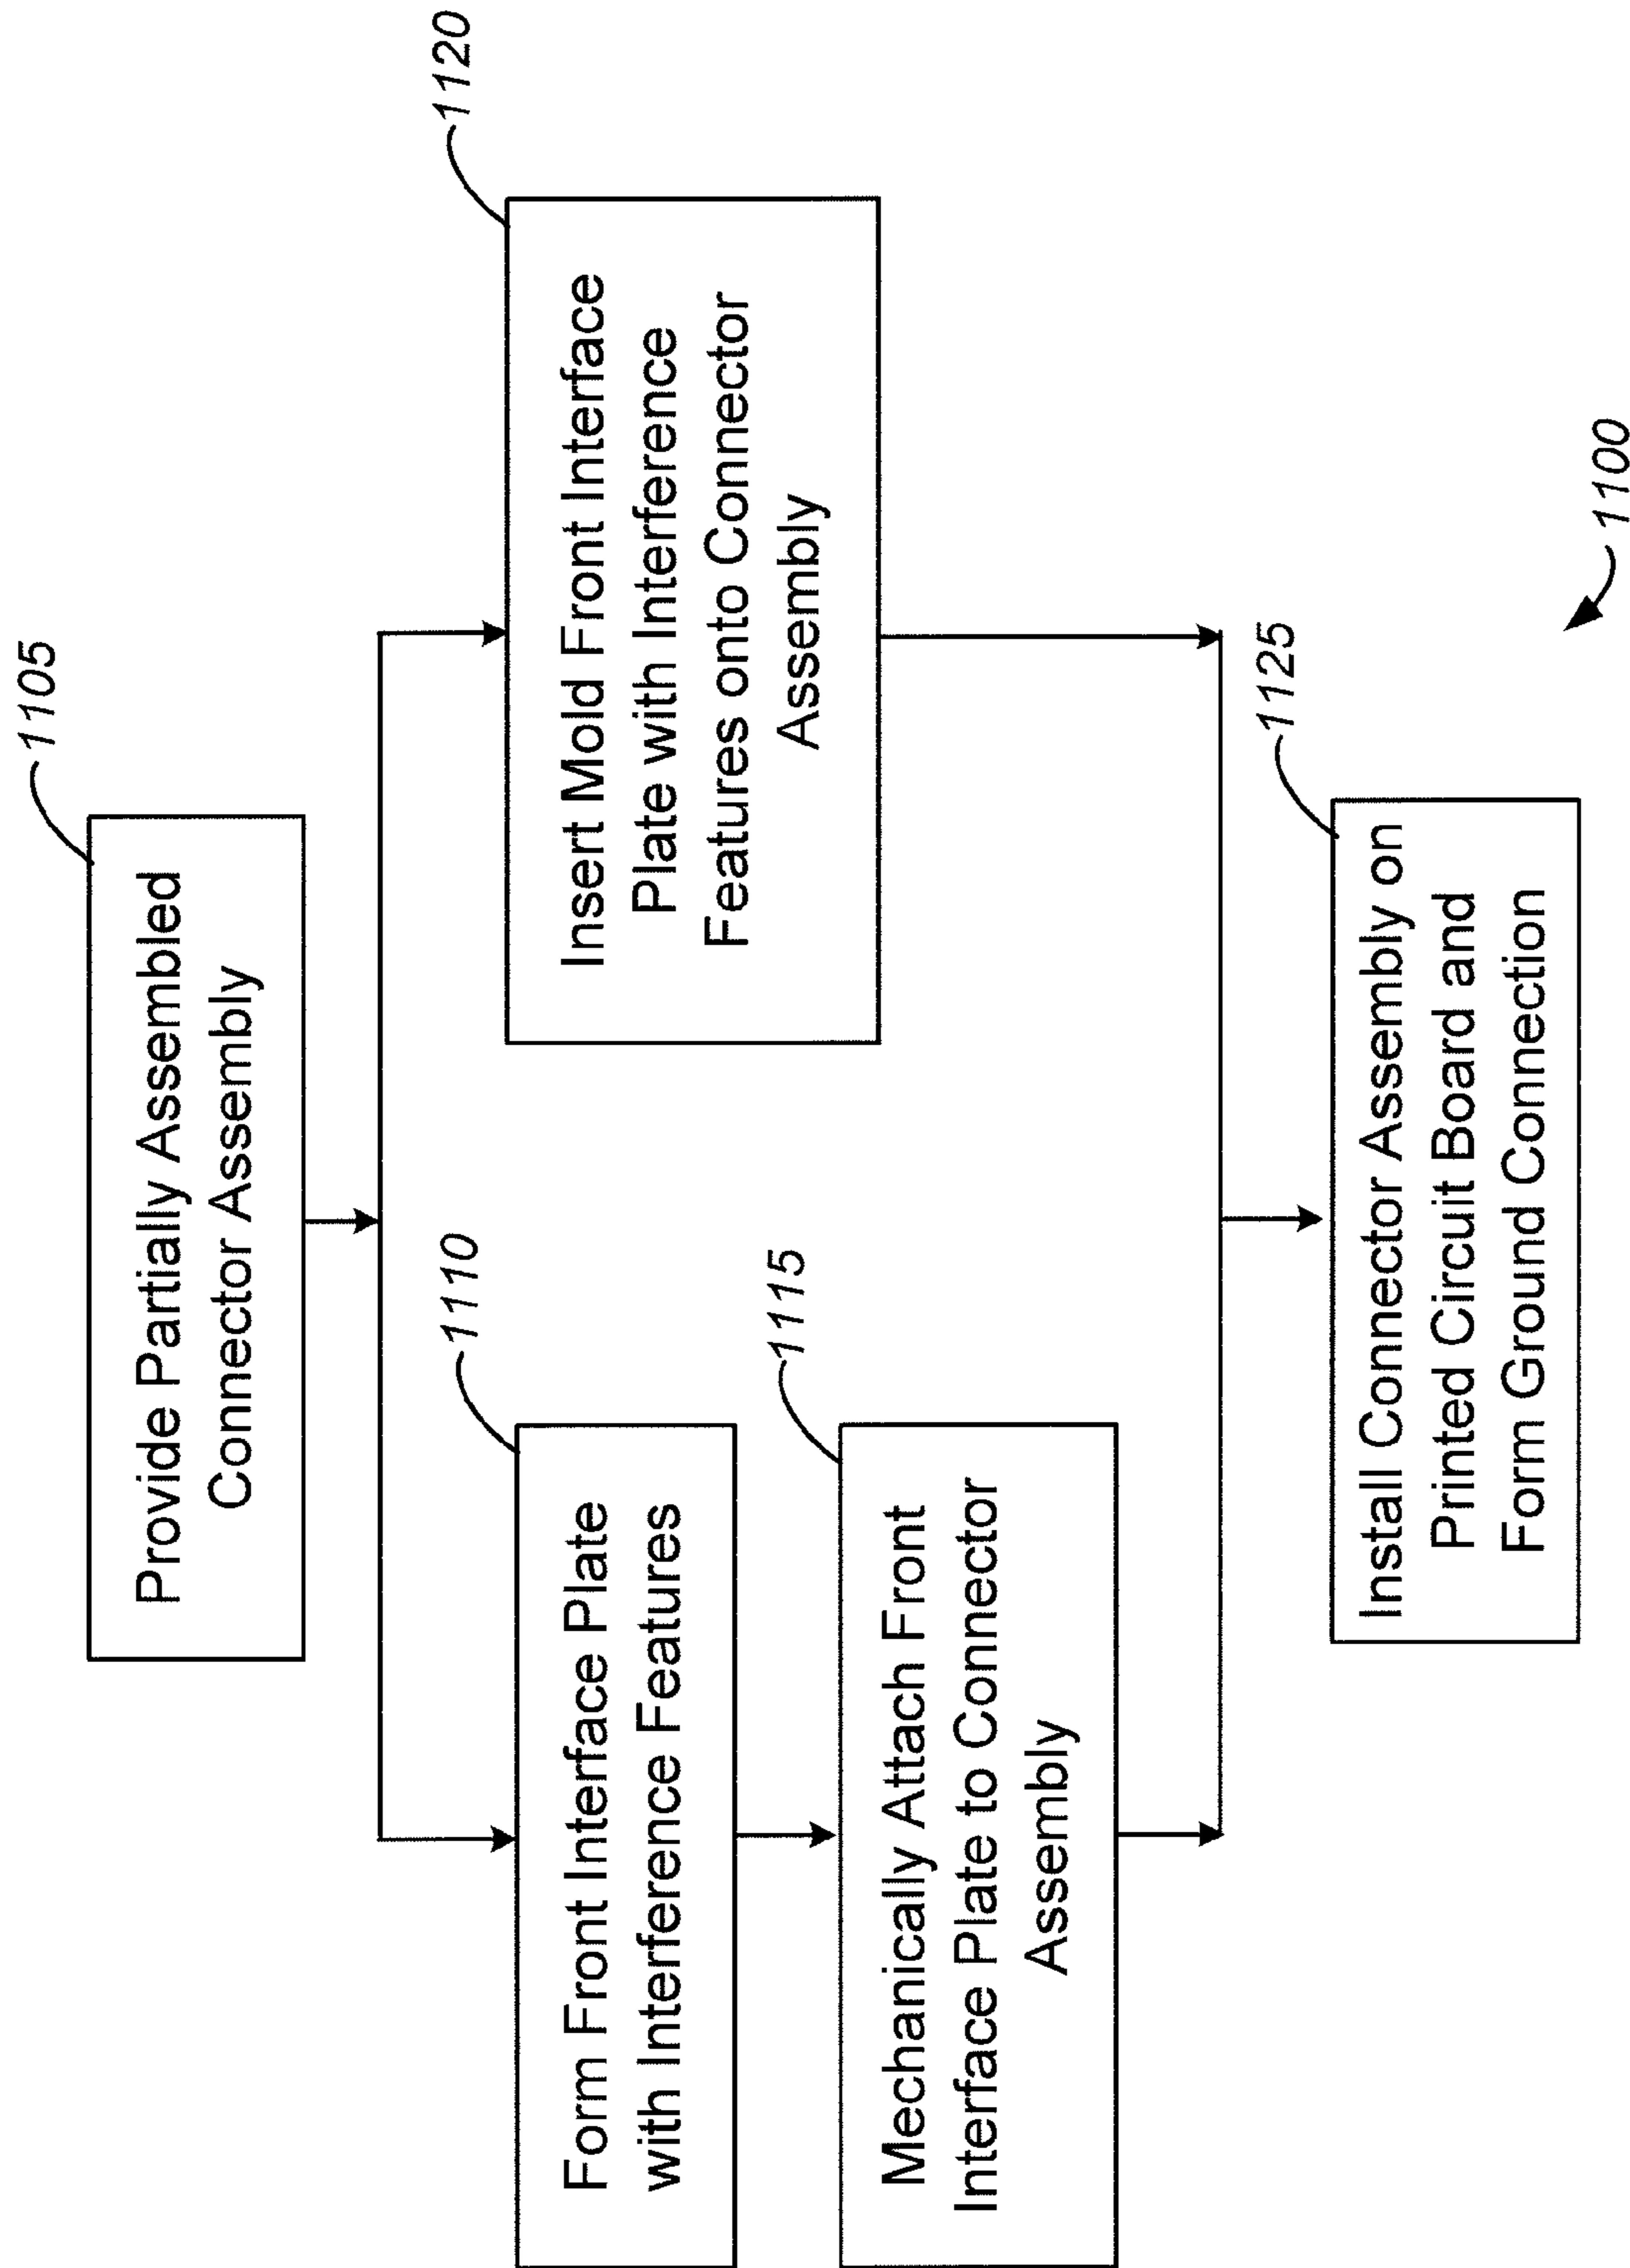 1105
Provide Partially Assembled
Connector Assembly
1110
Form Front Interface Plate
with Interference Features
1115
Mechanically Attach Front
Interface Plate to Connector
Assembly
1120
Insert Mold Front Interface
Plate with Interference
Features onto Connector
Assembly
1125
Install Connector Assembly on
Printed Circuit Board and
Form Ground Connection
1100